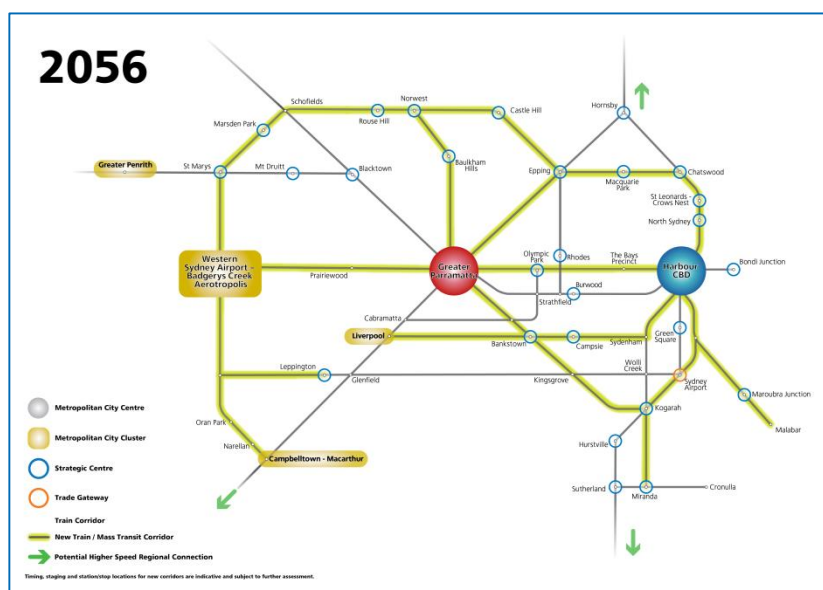 2056
Hornsby
Schofields
Norwest
Castle Hill
Rouse Hill
Marsden Park
Greater Penrith
St Marys
Mt Druitt
Blacktown
Baulkham
Hills
Epping
Macquarie
Park
Chatswood
St Leonards -
Crows Nest
North Sydney
Western
Sydney Airport -
Badgerys Creek
Aerotropolis
Prairiewood
Greater
Parramatta
Olympic
Park
Rhodes
The Bays
Precinct
Harbour
CBD
Bondi Junction
Burwood
Strathfield
Cabramatta
Liverpool
Bankstown
Campsie
Sydenham
Green
Square
Leppington
Glenfield
Kingsgrove
Wolli
Creek
Sydney
Airport
Maroubra Junction
Kogarah
Malabar
Oran Park
Narellan
Campbelltown - Macarthur
Hurstville
Sutherland
Miranda
Cronulla
Metropolitan City Centre
Metropolitan City Cluster
Strategic Centre
Trade Gateway
Train Corridor
New Train / Mass Transit Corridor
Potential Higher Speed Regional Connection
Timing, staging and station/stop locations for new corridors are indicative and subject to further assessment.